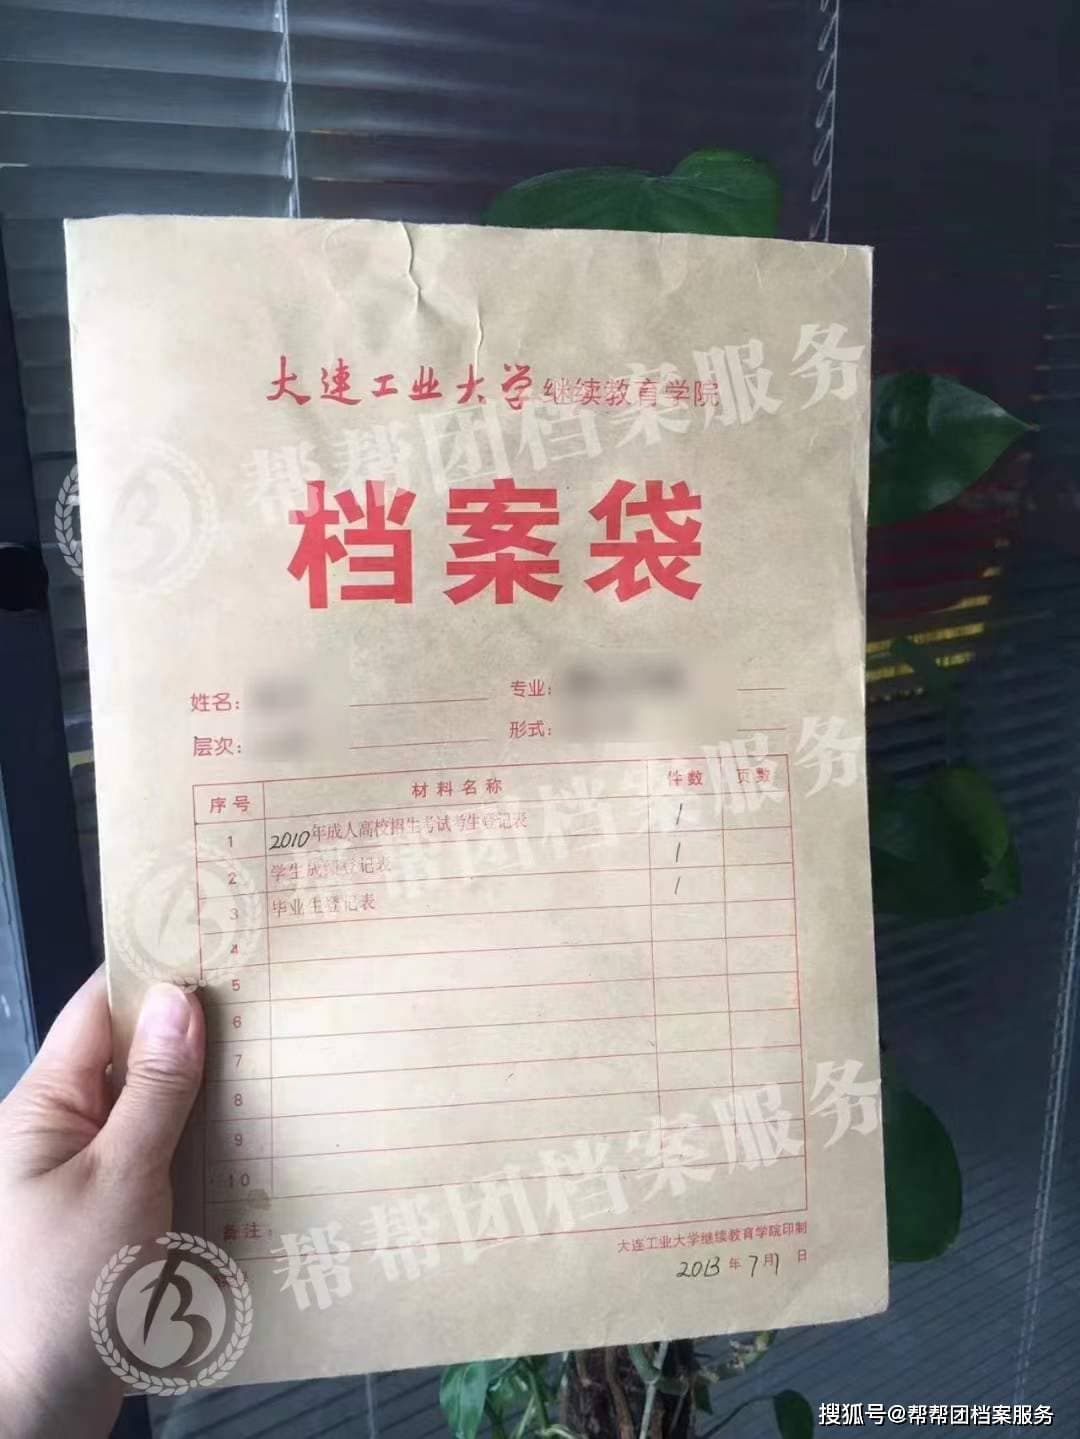 大连工业大学继续教育学院
档案袋
姓名: 专业:
层次: 形式:
序号 材料名称 件数 页数
1 2010年成人高校招生考试考生登记表 1
2 学生成绩登记表 1
3 毕业生登记表 1
4
5
6
7
8
9
10
备注:
大连工业大学继续教育学院印制
2013年7月1日
帮帮团档案服务
帮帮团档案服务
帮帮团档案服务
搜狐号@帮帮团档案服务